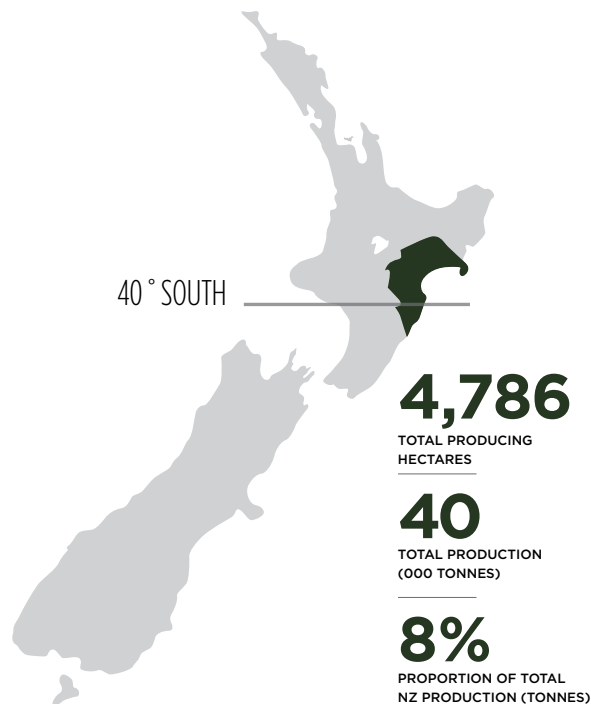 40° SOUTH
4,786
TOTAL PRODUCING
HECTARES
40
TOTAL PRODUCTION
(000 TONNES)
8%
PROPORTION OF TOTAL
NZ PRODUCTION (TONNES)